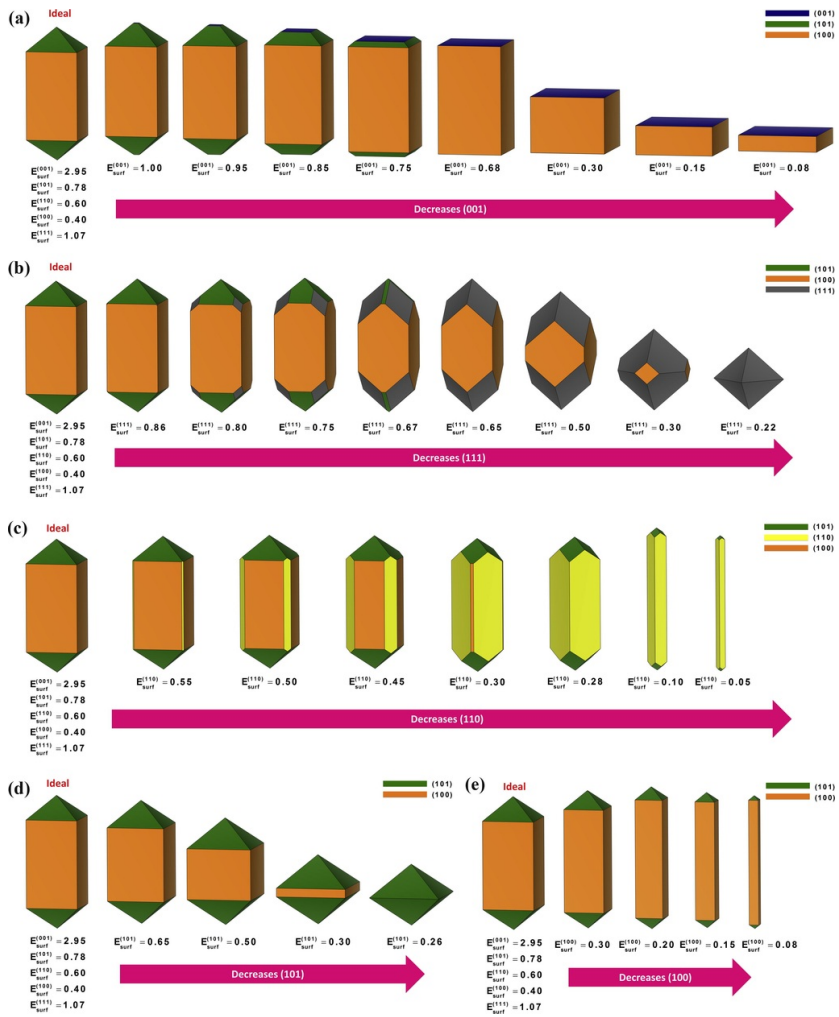 (a)
Ideal
(001)
(101)
(100)
E surf (001) = 2.95
E surf (101) = 0.78
E surf (110) = 0.60
E surf (100) = 0.40
E surf (111) = 1.07
E surf (001) = 1.00
E surf (001) = 0.95
E surf (001) = 0.85
E surf (001) = 0.75
E surf (001) = 0.68
E surf (001) = 0.30
E surf (001) = 0.15
E surf (001) = 0.08
Decreases (001)
(b)
Ideal
(101)
(100)
(111)
E surf (001) = 2.95
E surf (101) = 0.78
E surf (110) = 0.60
E surf (100) = 0.40
E surf (111) = 1.07
E surf (111) = 0.86
E surf (111) = 0.80
E surf (111) = 0.75
E surf (111) = 0.67
E surf (111) = 0.65
E surf (111) = 0.50
E surf (111) = 0.30
E surf (111) = 0.22
Decreases (111)
(c)
Ideal
(101)
(110)
(100)
E surf (001) = 2.95
E surf (101) = 0.78
E surf (110) = 0.60
E surf (100) = 0.40
E surf (111) = 1.07
E surf (110) = 0.55
E surf (110) = 0.50
E surf (110) = 0.45
E surf (110) = 0.30
E surf (110) = 0.28
E surf (110) = 0.10
E surf (110) = 0.05
Decreases (110)
(d)
Ideal
(101)
(100)
E surf (001) = 2.95
E surf (101) = 0.78
E surf (110) = 0.60
E surf (100) = 0.40
E surf (111) = 1.07
E surf (101) = 0.65
E surf (101) = 0.50
E surf (101) = 0.30
E surf (101) = 0.26
Decreases (101)
(e)
Ideal
(101)
(100)
E surf (001) = 2.95
E surf (101) = 0.78
E surf (110) = 0.60
E surf (100) = 0.40
E surf (111) = 1.07
E surf (100) = 0.30
E surf (100) = 0.20
E surf (100) = 0.15
E surf (100) = 0.08
Decreases (100)